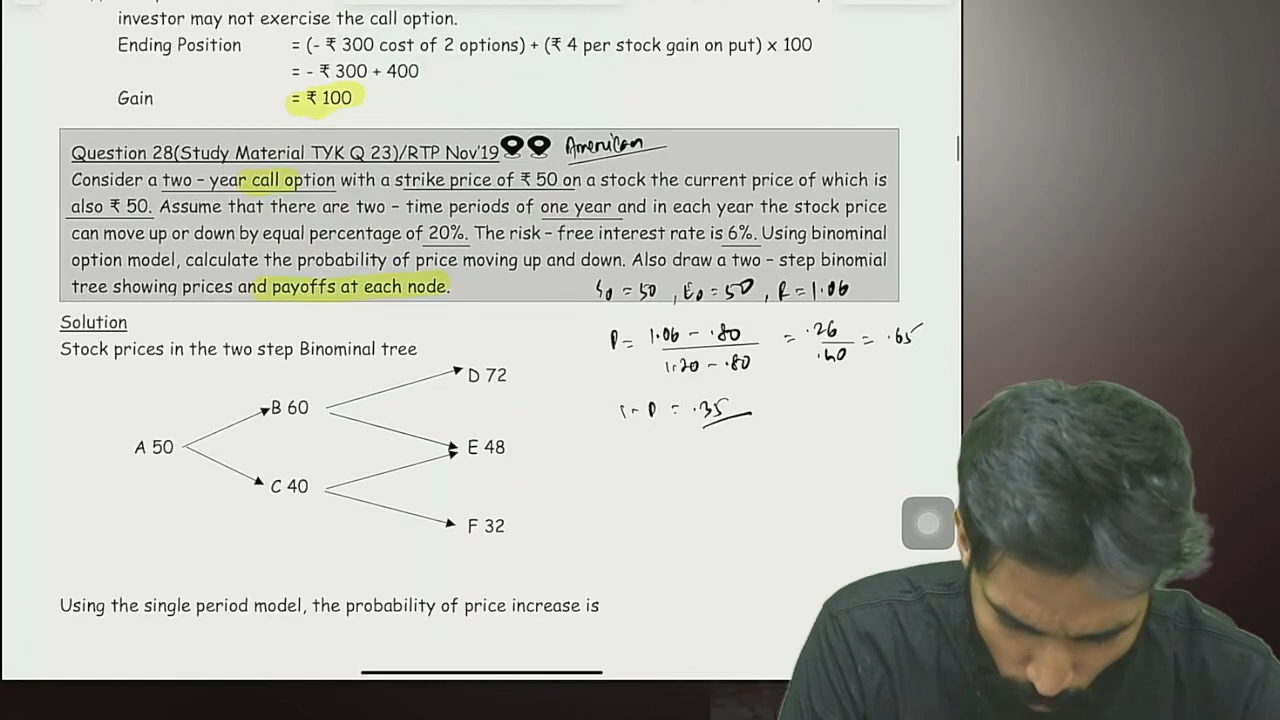 investor may not exercise the call option.
Ending Position = (- ₹ 300 cost of 2 options) + (₹ 4 per stock gain on put) x 100
= - ₹ 300 + 400
Gain = ₹ 100
Question 28(Study Material TYK Q 23)/RTP Nov'19 American
Consider a two – year call option with a strike price of ₹ 50 on a stock the current price of which is
also ₹ 50. Assume that there are two – time periods of one year and in each year the stock price
can move up or down by equal percentage of 20%. The risk – free interest rate is 6%. Using binominal
option model, calculate the probability of price moving up and down. Also draw a two – step binomial
tree showing prices and payoffs at each node.
S0 = 50 , E0 = 50 , R = 1.06
Solution
P = 1.06 - .80 / 1.20 - .80 = .26 / .40 = .65
Stock prices in the two step Binominal tree
D 72
B 60
1 - P = .35
A 50
E 48
C 40
F 32
Using the single period model, the probability of price increase is